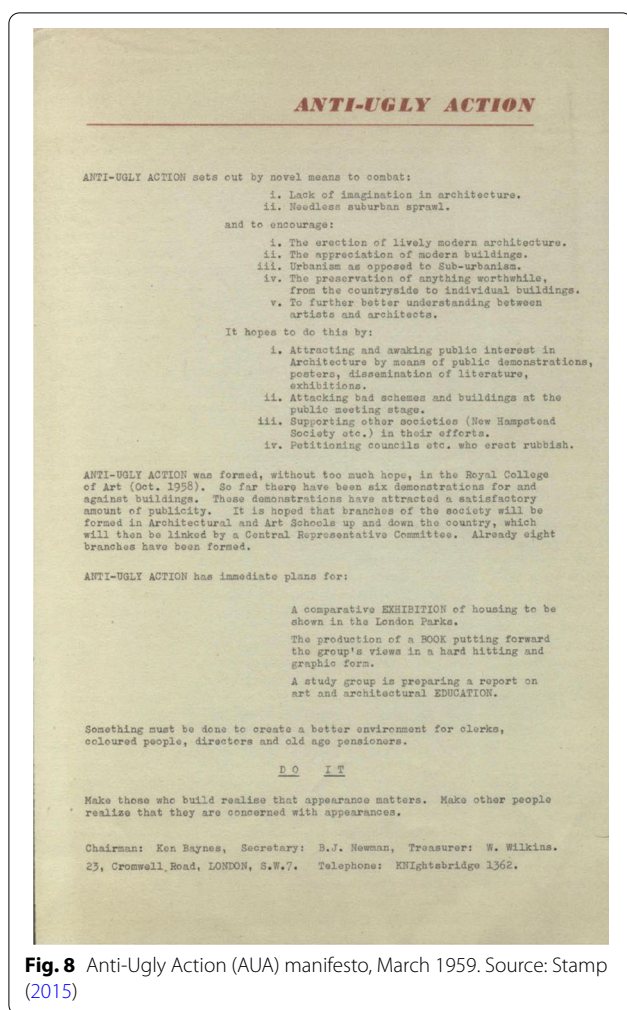 ANTI-UGLY ACTION
ANTI-UGLY ACTION sets out by novel means to combat:
i. Lack of imagination in architecture.
ii. Needless suburban sprawl.
and to encourage:
i. The erection of lively modern architecture.
ii. The appreciation of modern buildings.
iii. Urbanism as opposed to Sub-urbanism.
iv. The preservation of anything worthwhile,
from the countryside to individual buildings.
v. To further better understanding between
artists and architects.
It hopes to do this by:
i. Attracting and awaking public interest in
Architecture by means of public demonstrations,
posters, dissemination of literature,
exhibitions.
ii. Attacking bad schemes and buildings at the
public meeting stage.
iii. Supporting other societies (New Hampstead
Society etc.) in their efforts.
iv. Petitioning councils etc. who erect rubbish.
ANTI-UGLY ACTION was formed, without too much hope, in the Royal College
of Art (Oct. 1958). So far there have been six demonstrations for and
against buildings. These demonstrations have attracted a satisfactory
amount of publicity. It is hoped that branches of the society will be
formed in Architectural and Art Schools up and down the country, which
will then be linked by a Central Representative Committee. Already eight
branches have been formed.
ANTI-UGLY ACTION has immediate plans for:
A comparative EXHIBITION of housing to be
shown in the London Parks.
The production of a BOOK putting forward
the group's views in a hard hitting and
graphic form.
A study group is preparing a report on
art and architectural EDUCATION.
Something must be done to create a better environment for clerks,
coloured people, directors and old age pensioners.
D O I T
Make those who build realise that appearance matters. Make other people
realize that they are concerned with appearances.
Chairman: Ken Baynes, Secretary: B.J. Newman, Treasurer: W. Wilkins.
23, Cromwell Road, LONDON, S.W.7. Telephone: KNIghtsbridge 1362.
Fig. 8 Anti-Ugly Action (AUA) manifesto, March 1959. Source: Stamp
(2015)